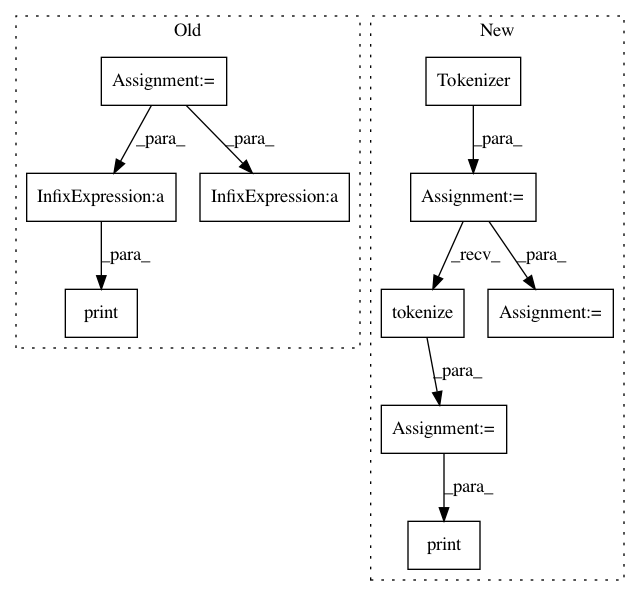 Old
New
Assignment:=
Tokenizer
_para_
_para_
_para_
InfixExpression:a
InfixExpression:a
Assignment:=
_para_
_recv_
_para_
print
tokenize
Assignment:=
_para_
Assignment:=
_para_
print